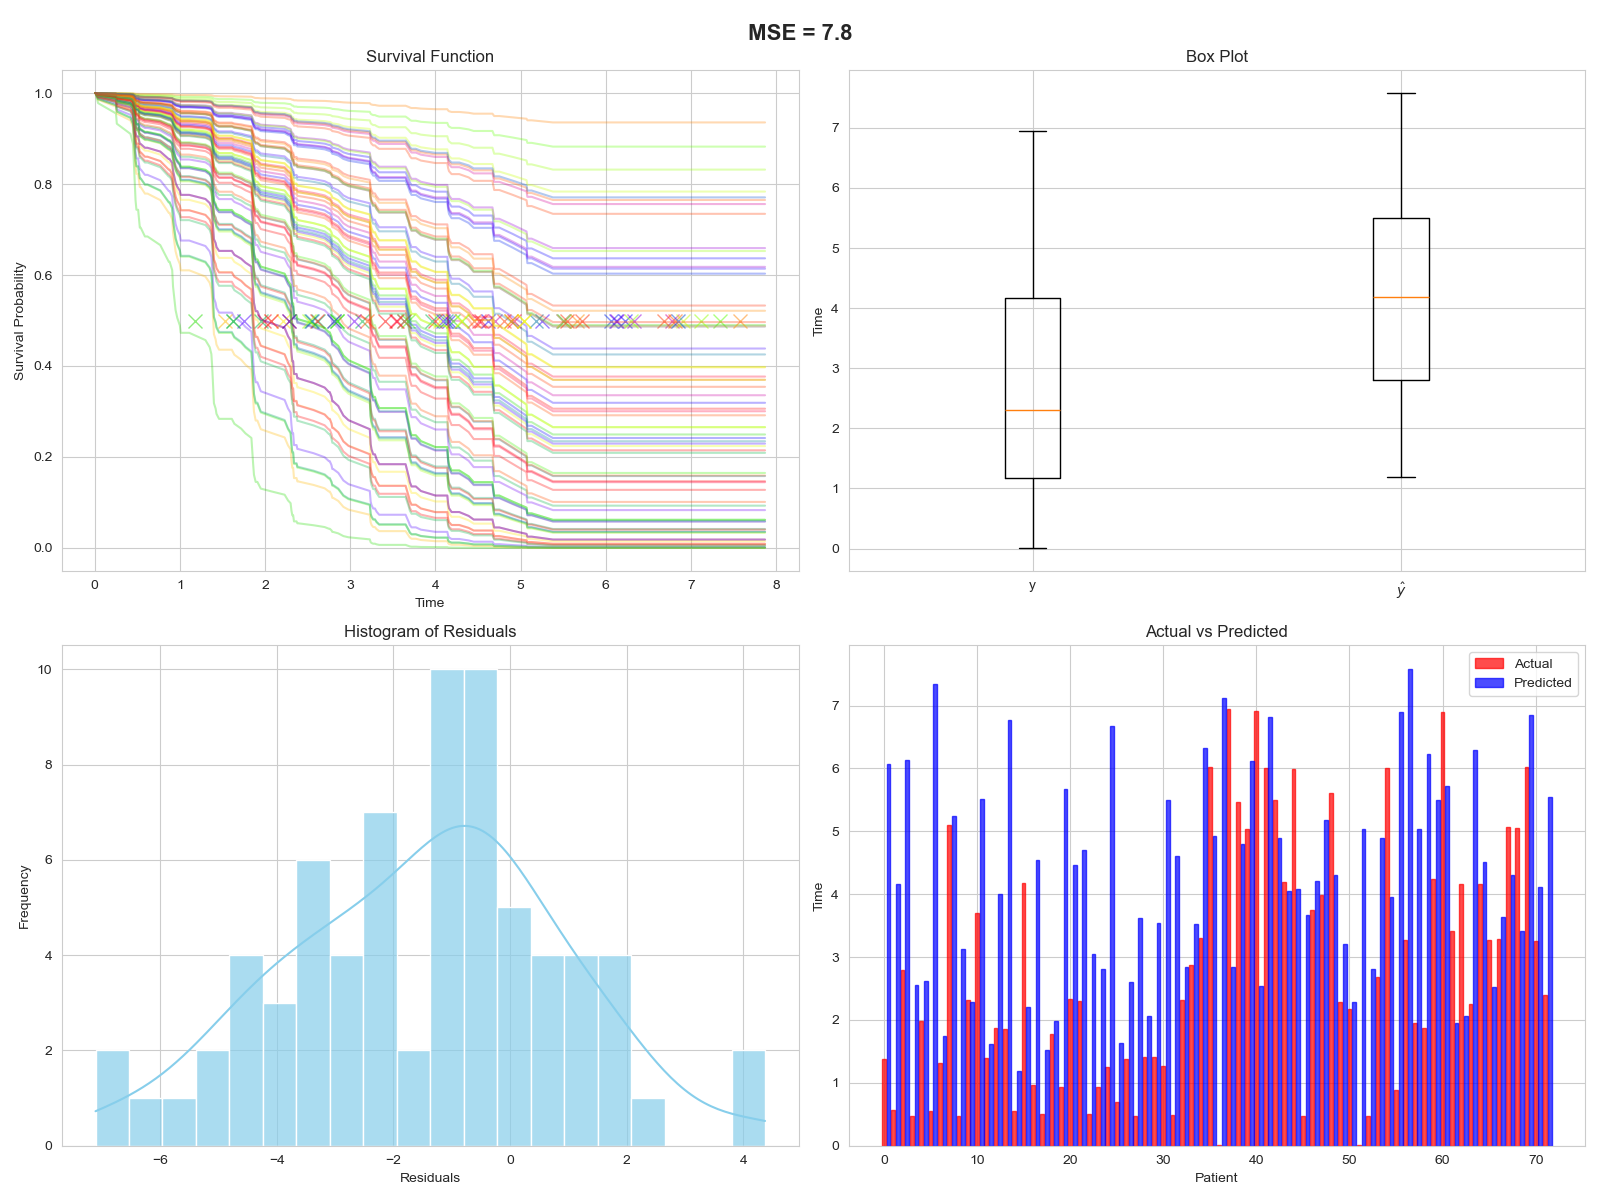 MSE = 7.8
Survival Function
Survival Probability
1.0
0.8
0.6
0.4
0.2
0.0
0 1 2 3 4 5 6 7 8
Time
Box Plot
Time
7
6
5
4
3
2
1
0
y ŷ
Histogram of Residuals
Frequency
10
8
6
4
2
0
−6 −4 −2 0 2 4
Residuals
Actual vs Predicted
Actual
Predicted
Time
7
6
5
4
3
2
1
0
0 10 20 30 40 50 60 70
Patient